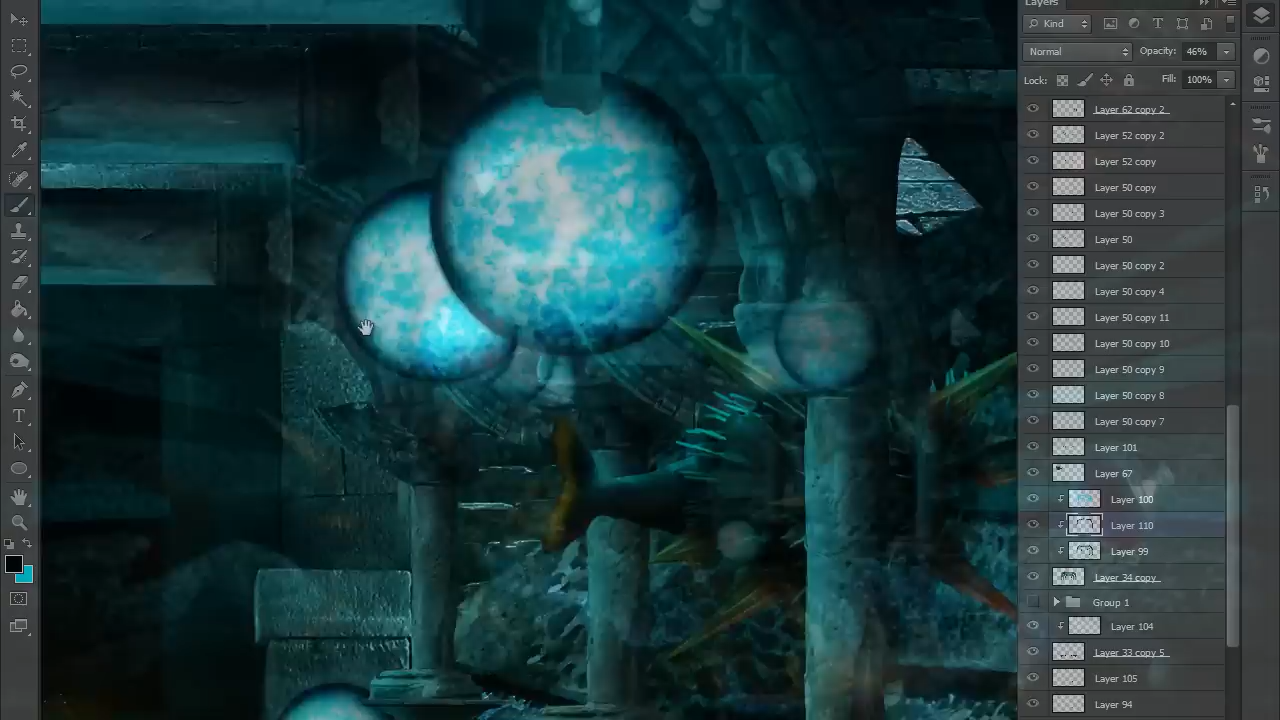 Layers
Kind
Normal Opacity: 46%
Lock: Fill: 100%
Layer 62 copy 2
Layer 52 copy 2
Layer 52 copy
Layer 50 copy
Layer 50 copy 3
Layer 50
Layer 50 copy 2
Layer 50 copy 4
Layer 50 copy 11
Layer 50 copy 10
Layer 50 copy 9
Layer 50 copy 8
Layer 50 copy 7
Layer 101
Layer 67
Layer 100
Layer 110
Layer 99
Layer 34 copy
Group 1
Layer 104
Layer 33 copy 5
Layer 105
Layer 94